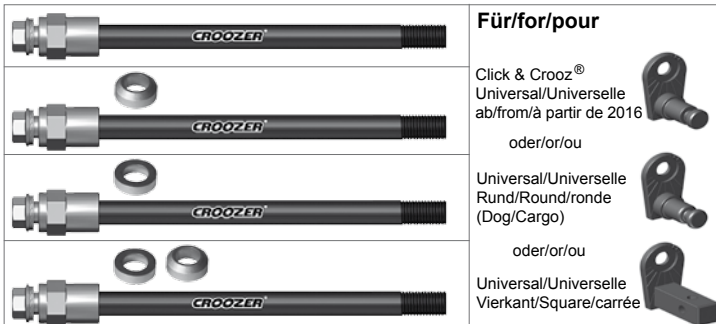 CROOZER®
CROOZER®
CROOZER®
CROOZER®
Für/for/pour
Click & Crooz®
Universal/Universelle
ab/from/à partir de 2016
oder/or/ou
Universal/Universelle
Rund/Round/ronde
(Dog/Cargo)
oder/or/ou
Universal/Universelle
Vierkant/Square/carrée